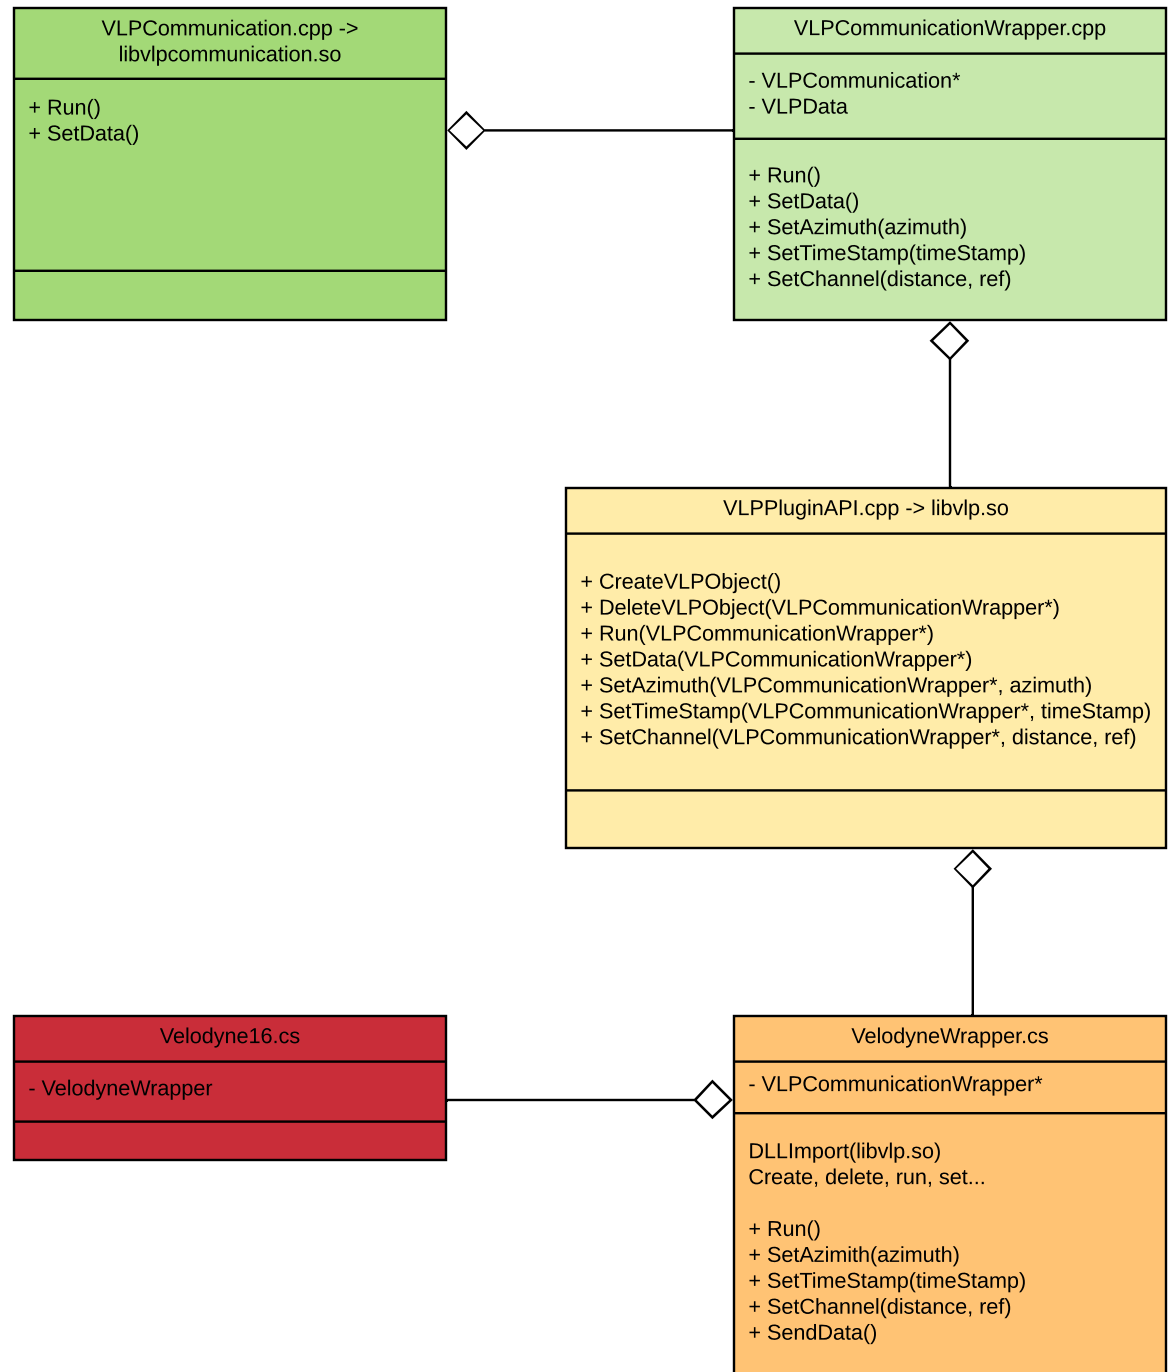 VLPCommunication.cpp ->
libvlpcommunication.so
+ Run()
+ SetData()
VLPCommunicationWrapper.cpp
- VLPCommunication*
- VLPData
+ Run()
+ SetData()
+ SetAzimuth(azimuth)
+ SetTimeStamp(timeStamp)
+ SetChannel(distance, ref)
VLPPluginAPI.cpp -> libvlp.so
+ CreateVLPObject()
+ DeleteVLPObject(VLPCommunicationWrapper*)
+ Run(VLPCommunicationWrapper*)
+ SetData(VLPCommunicationWrapper*)
+ SetAzimuth(VLPCommunicationWrapper*, azimuth)
+ SetTimeStamp(VLPCommunicationWrapper*, timeStamp)
+ SetChannel(VLPCommunicationWrapper*, distance, ref)
Velodyne16.cs
- VelodyneWrapper
VelodyneWrapper.cs
- VLPCommunicationWrapper*
DLLImport(libvlp.so)
Create, delete, run, set...
+ Run()
+ SetAzimith(azimuth)
+ SetTimeStamp(timeStamp)
+ SetChannel(distance, ref)
+ SendData()